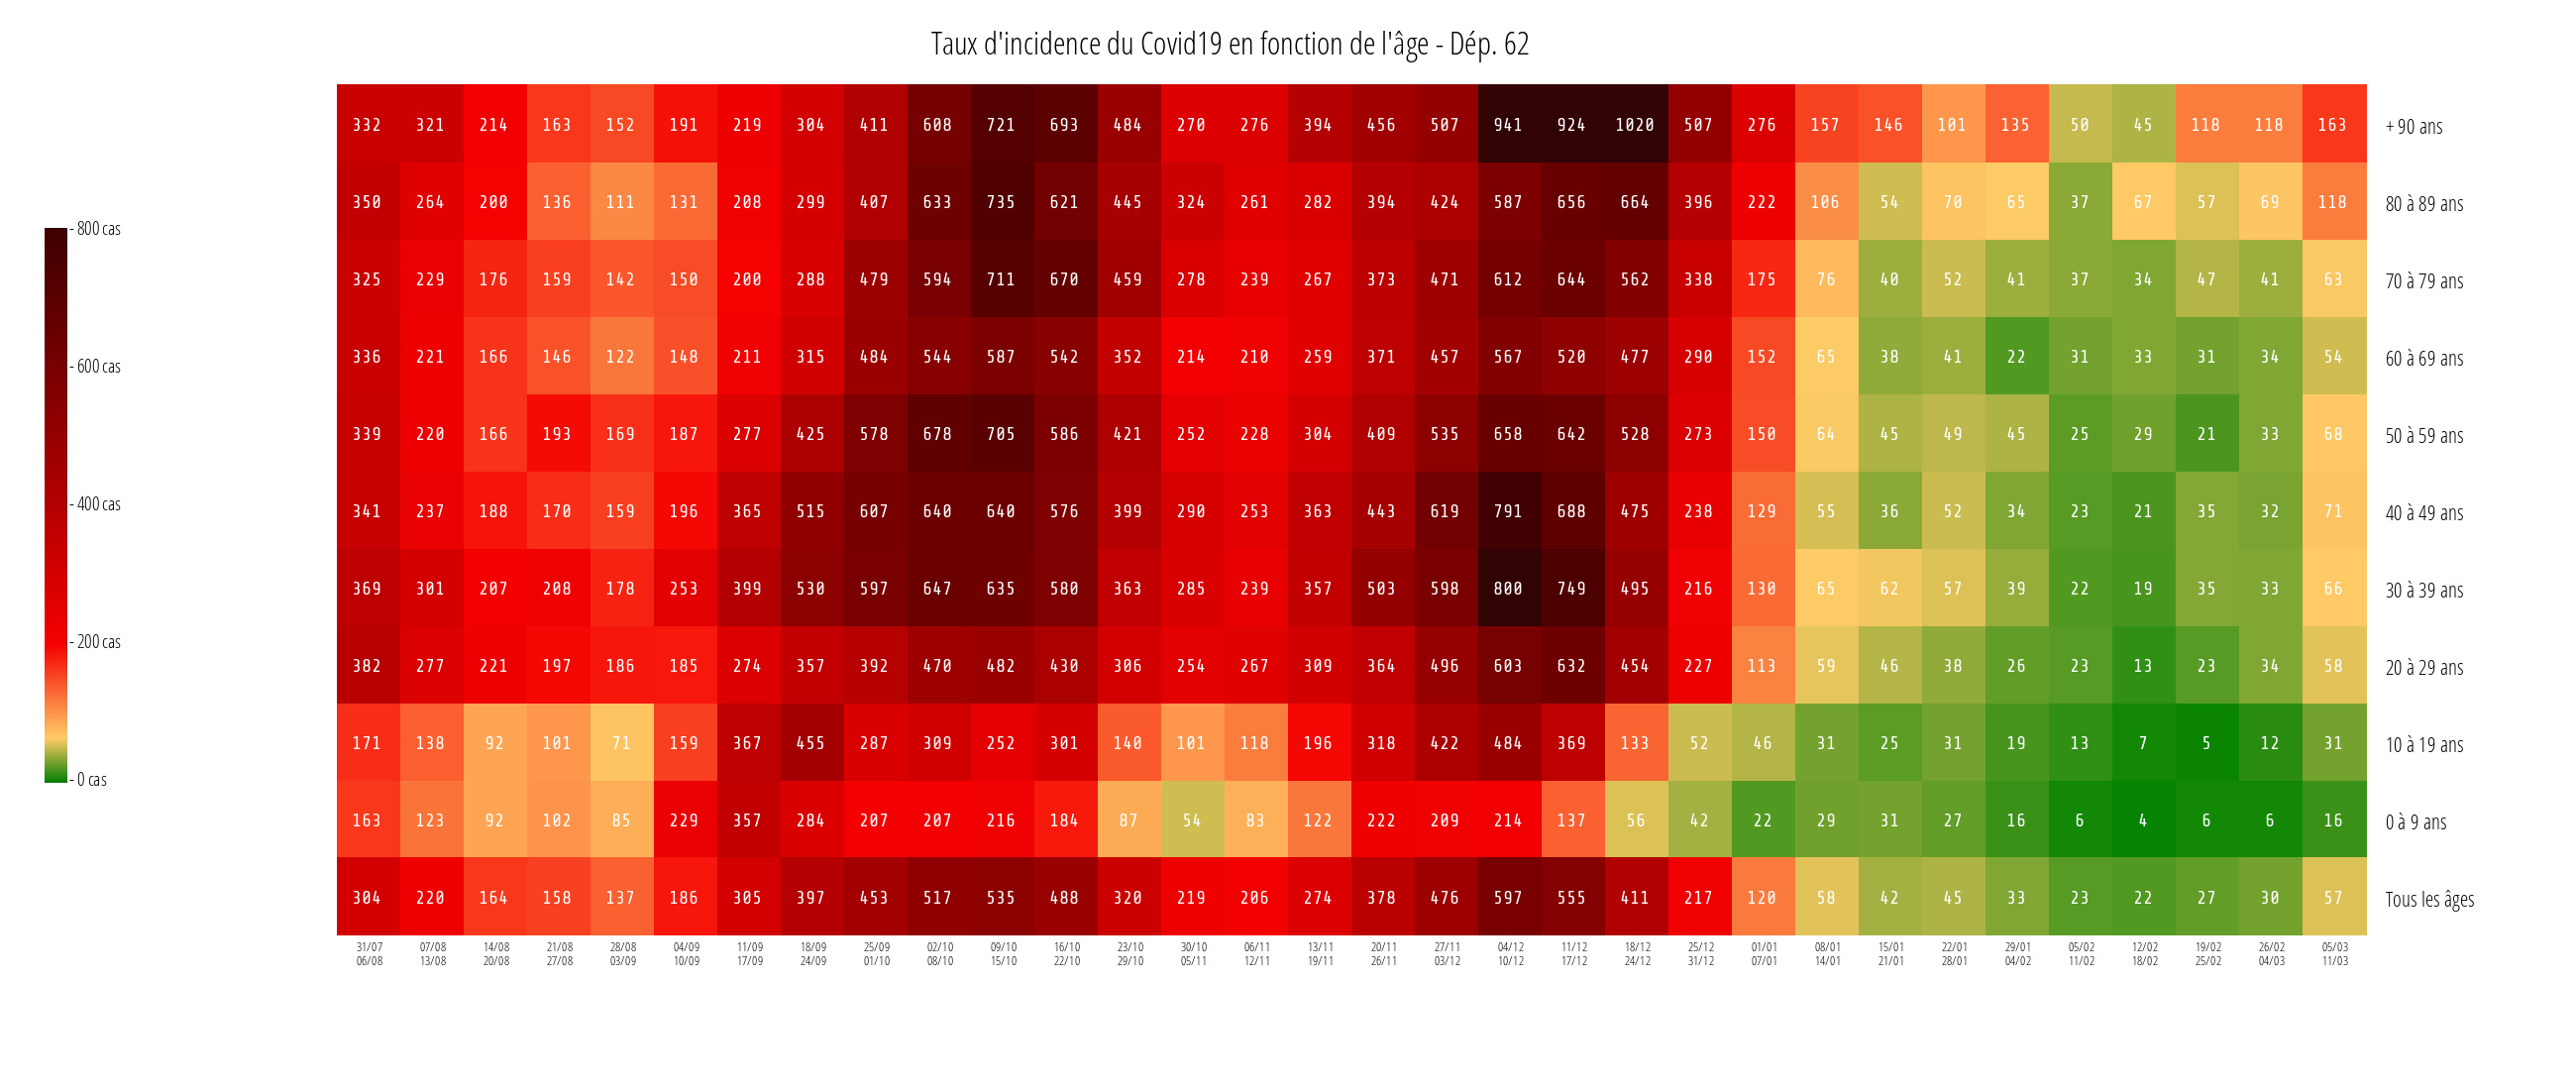 Taux d'incidence du Covid19 en fonction de l'âge - Dép. 62
- 800 cas
- 600 cas
- 400 cas
- 200 cas
- 0 cas
332 321 214 163 152 191 219 304 411 608 721 693 484 270 276 394 456 507 941 924 1020 507 276 157 146 101 135 50 45 118 118 163 + 90 ans
350 264 200 136 111 131 208 299 407 633 735 621 445 324 261 282 394 424 587 656 664 396 222 106 54 70 65 37 67 57 69 118 80 à 89 ans
325 229 176 159 142 150 200 288 479 594 711 670 459 278 239 267 373 471 612 644 562 338 175 76 40 52 41 37 34 47 41 63 70 à 79 ans
336 221 166 146 122 148 211 315 484 544 587 542 352 214 210 259 371 457 567 520 477 290 152 65 38 41 22 31 33 31 34 54 60 à 69 ans
339 220 166 193 169 187 277 425 578 678 705 586 421 252 228 304 409 535 658 642 528 273 150 64 45 49 45 25 29 21 33 68 50 à 59 ans
341 237 188 170 159 196 365 515 607 640 640 576 399 290 253 363 443 619 791 688 475 238 129 55 36 52 34 23 21 35 32 71 40 à 49 ans
369 301 207 208 178 253 399 530 597 647 635 580 363 285 239 357 503 598 800 749 495 216 130 65 62 57 39 22 19 35 33 66 30 à 39 ans
382 277 221 197 186 185 274 357 392 470 482 430 306 254 267 309 364 496 603 632 454 227 113 59 46 38 26 23 13 23 34 58 20 à 29 ans
171 138 92 101 71 159 367 455 287 309 252 301 140 101 118 196 318 422 484 369 133 52 46 31 25 31 19 13 7 5 12 31 10 à 19 ans
163 123 92 102 85 229 357 284 207 207 216 184 87 54 83 122 222 209 214 137 56 42 22 29 31 27 16 6 4 6 6 16 0 à 9 ans
304 220 164 158 137 186 305 397 453 517 535 488 320 219 206 274 378 476 597 555 411 217 120 58 42 45 33 23 22 27 30 57 Tous les âges
31/07 07/08 14/08 21/08 28/08 04/09 11/09 18/09 25/09 02/10 09/10 16/10 23/10 30/10 06/11 13/11 20/11 27/11 04/12 11/12 18/12 25/12 01/01 08/01 15/01 22/01 29/01 05/02 12/02 19/02 26/02 05/03
06/08 13/08 20/08 27/08 03/09 10/09 17/09 24/09 01/10 08/10 15/10 22/10 29/10 05/11 12/11 19/11 26/11 03/12 10/12 17/12 24/12 31/12 07/01 14/01 21/01 28/01 04/02 11/02 18/02 25/02 04/03 11/03